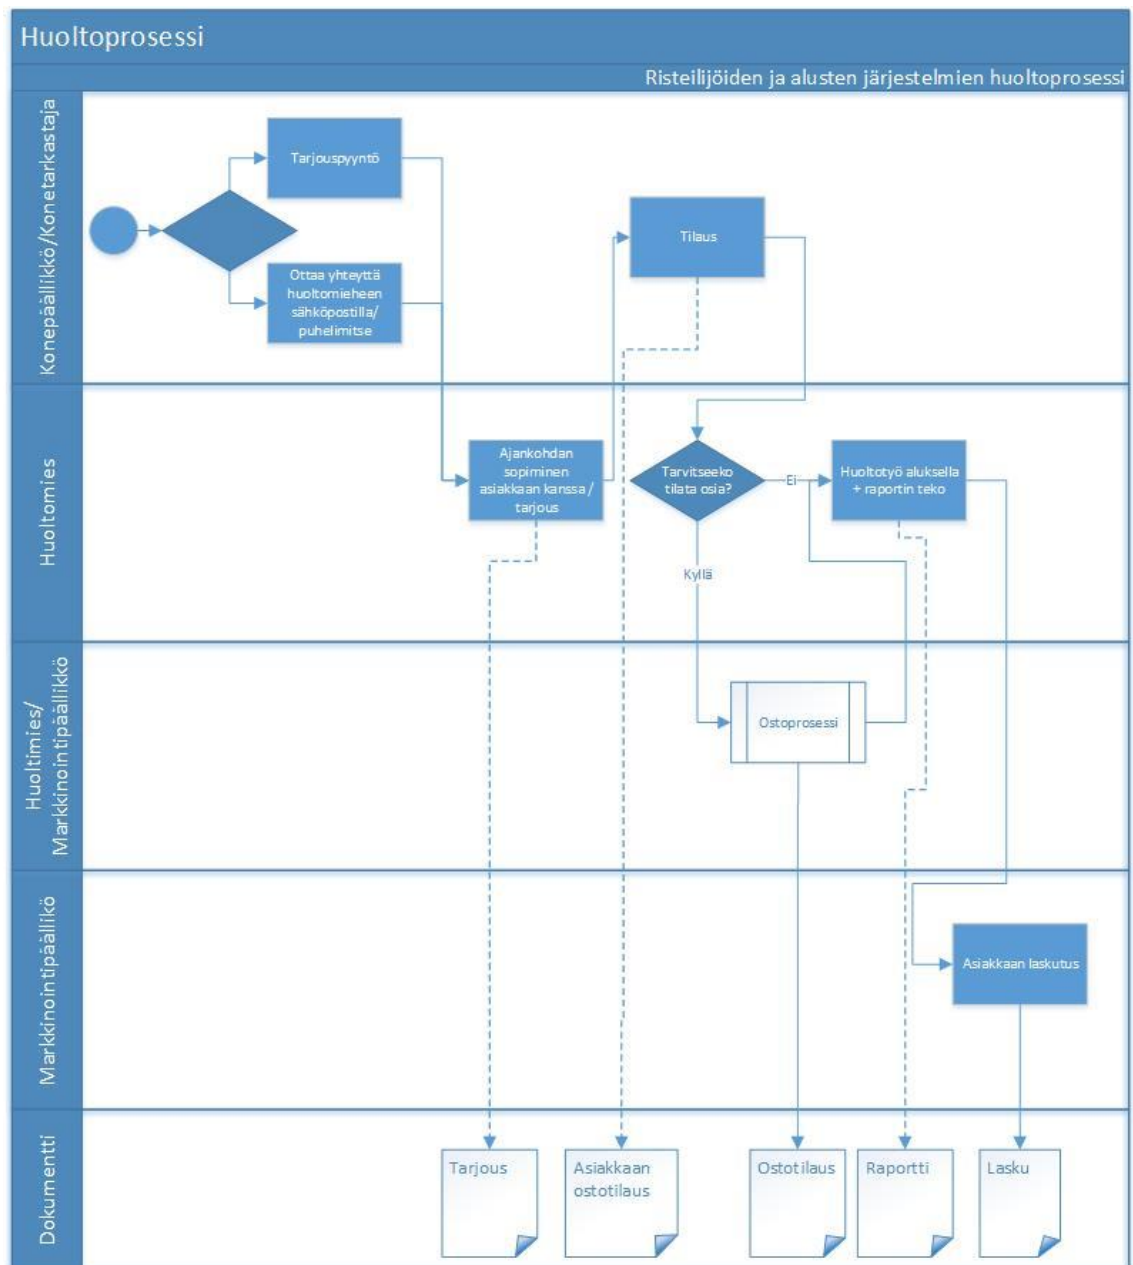 Huoltoprosessi
Risteilijöiden ja alusten järjestelmien huoltoprosessi
Konepäällikkö/Konetarkastaja
Tarjouspyyntö
Ottaa yhteyttä
huoltomieheen
sähköpostilla/
puhelimitse
Tilaus
Huoltomies
Ajankohdan
sopiminen
asiakkaan kanssa /
tarjous
Tarvitseeko
tilata osia?
Ei
Huoltotyö aluksella
+ raportin teko
Kyllä
Huoltimies/
Markkinointipäällikkö
Ostoprosessi
Markkinointipäällikö
Asiakkaan laskutus
Dokumentti
Tarjous
Asiakkaan
ostotilaus
Ostotilaus
Raportti
Lasku